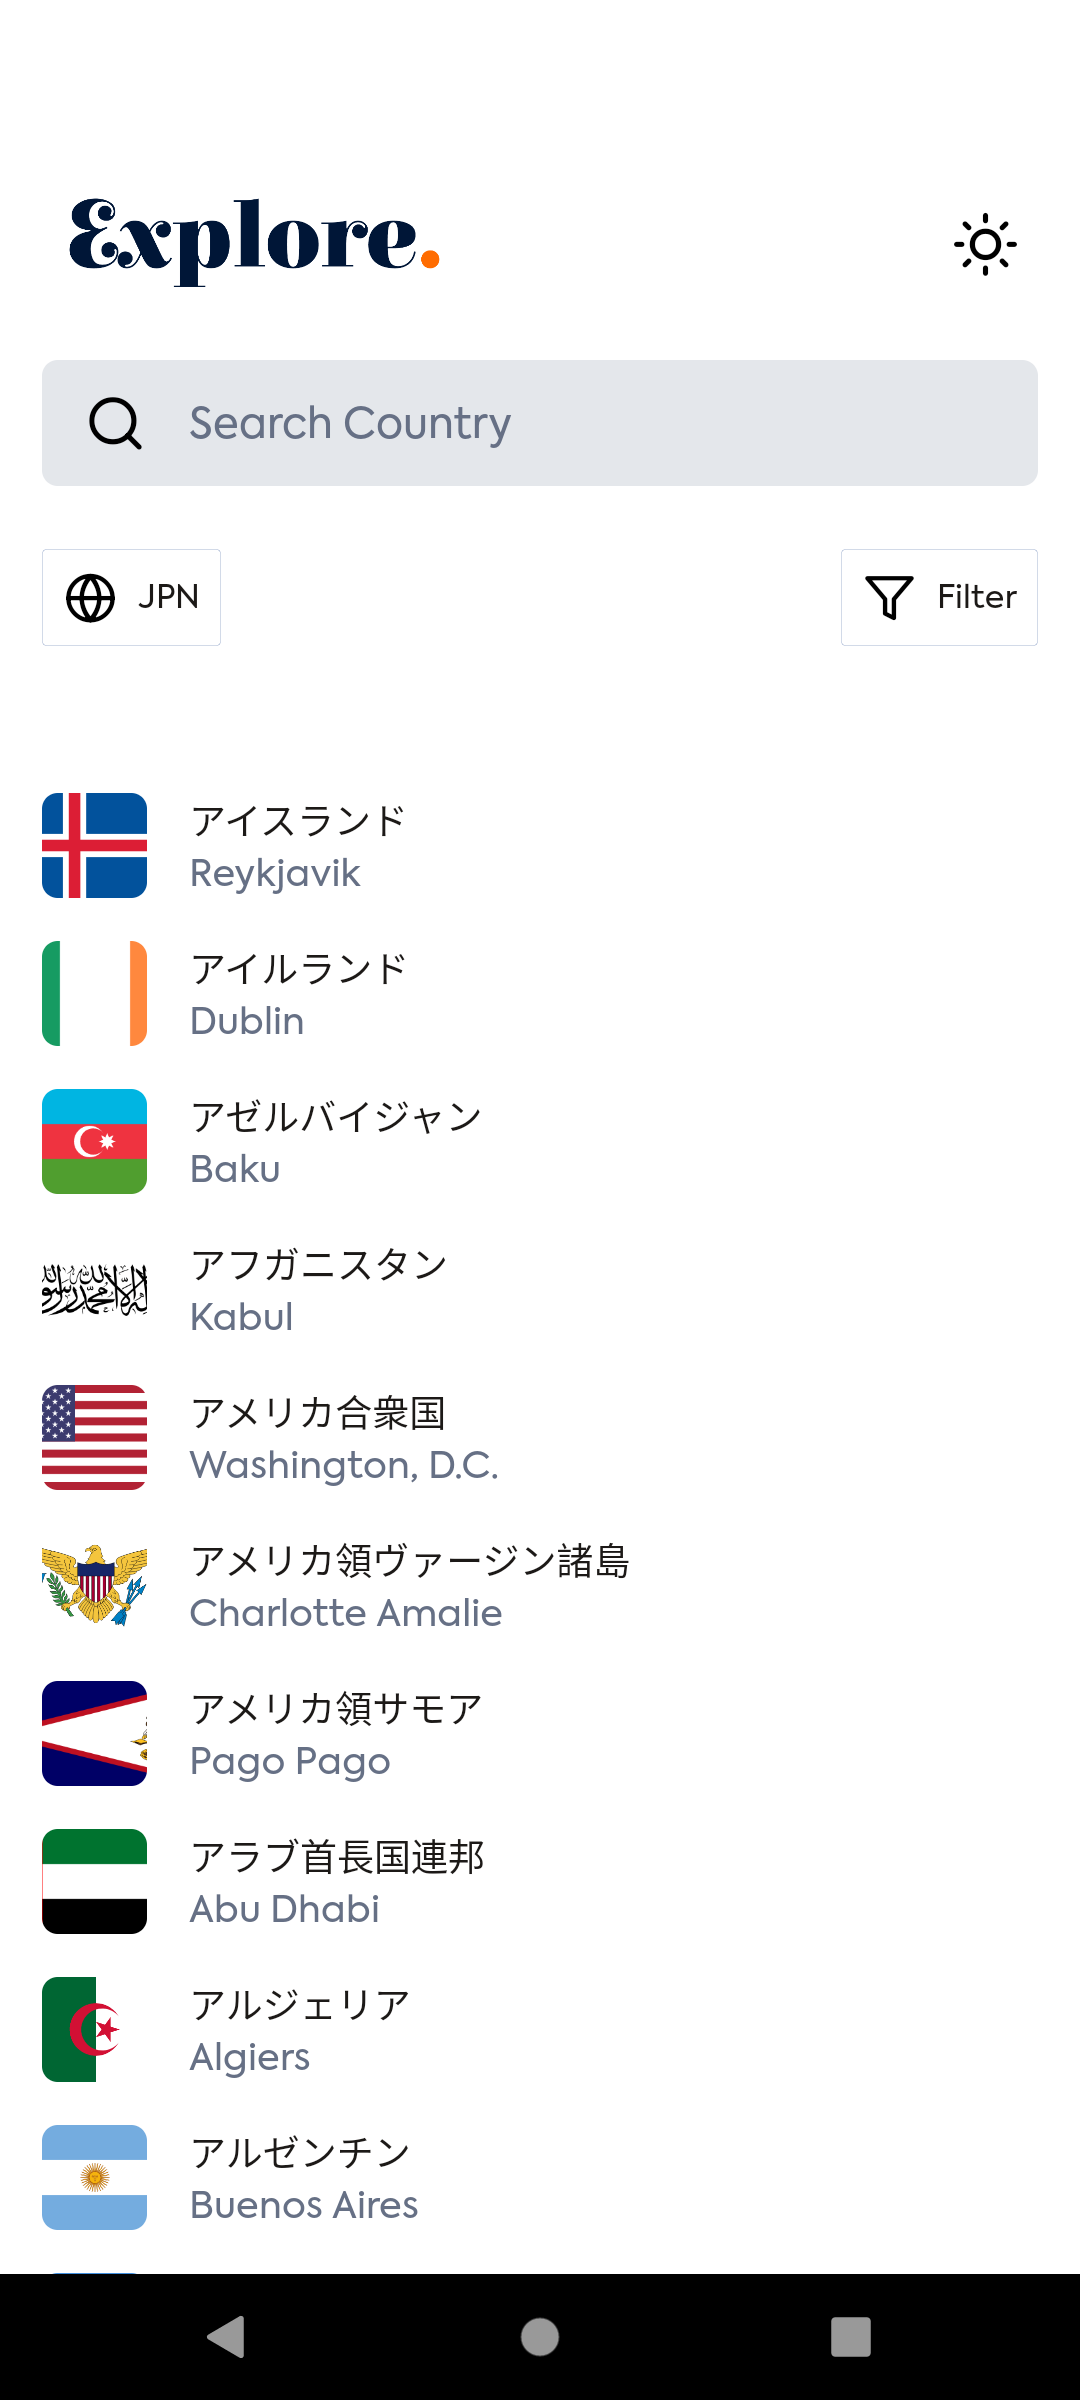 Explore.
Search Country
JPN
Filter
アイスランド
Reykjavik
アイルランド
Dublin
アゼルバイジャン
Baku
アフガニスタン
Kabul
アメリカ合衆国
Washington, D.C.
アメリカ領ヴァージン諸島
Charlotte Amalie
アメリカ領サモア
Pago Pago
アラブ首長国連邦
Abu Dhabi
アルジェリア
Algiers
アルゼンチン
Buenos Aires